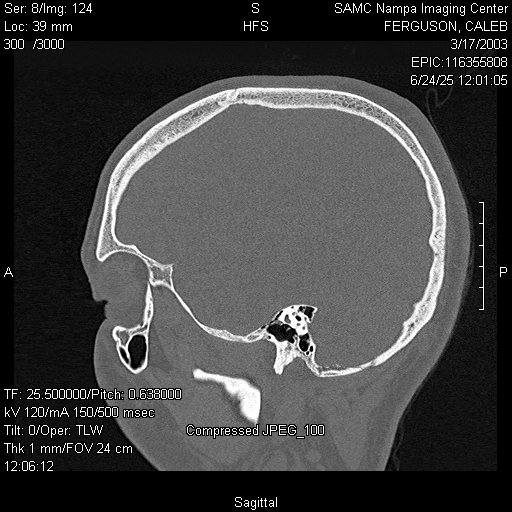 Ser: 8/Img: 124
S
SAMC Nampa Imaging Center
Loc: 39 mm
HFS
FERGUSON, CALEB
300 /3000
3/17/2003
EPIC:116355808
6/24/25 12:01:05
A
P
TF: 25.500000/Pitch: 0.638000
kV 120/mA 150/500 msec
Tilt: 0/Oper: TLW
Compressed JPEG_100
Thk 1 mm/FOV 24 cm
12:06:12
Sagittal